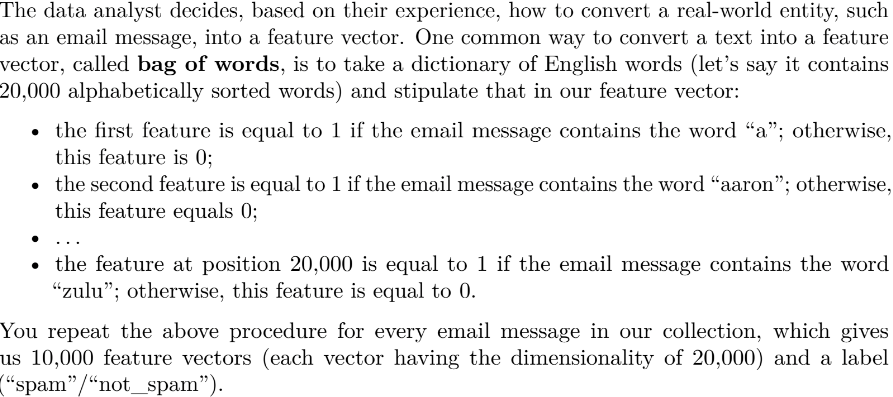 The data analyst decides, based on their experience, how to convert a real-world entity, such
as an email message, into a feature vector. One common way to convert a text into a feature
vector, called bag of words, is to take a dictionary of English words (let’s say it contains
20,000 alphabetically sorted words) and stipulate that in our feature vector:
• the first feature is equal to 1 if the email message contains the word “a”; otherwise,
this feature is 0;
• the second feature is equal to 1 if the email message contains the word “aaron”; otherwise,
this feature equals 0;
• . . .
• the feature at position 20,000 is equal to 1 if the email message contains the word
“zulu”; otherwise, this feature is equal to 0.
You repeat the above procedure for every email message in our collection, which gives
us 10,000 feature vectors (each vector having the dimensionality of 20,000) and a label
(“spam”/“not_spam”).